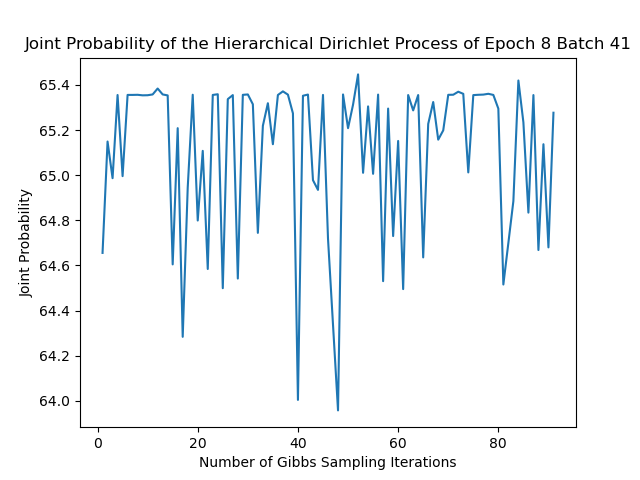 Joint Probability of the Hierarchical Dirichlet Process of Epoch 8 Batch 41
65.4
65.2
65.0
64.8
64.6
64.4
64.2
64.0
Joint Probability
0 20 40 60 80
Number of Gibbs Sampling Iterations